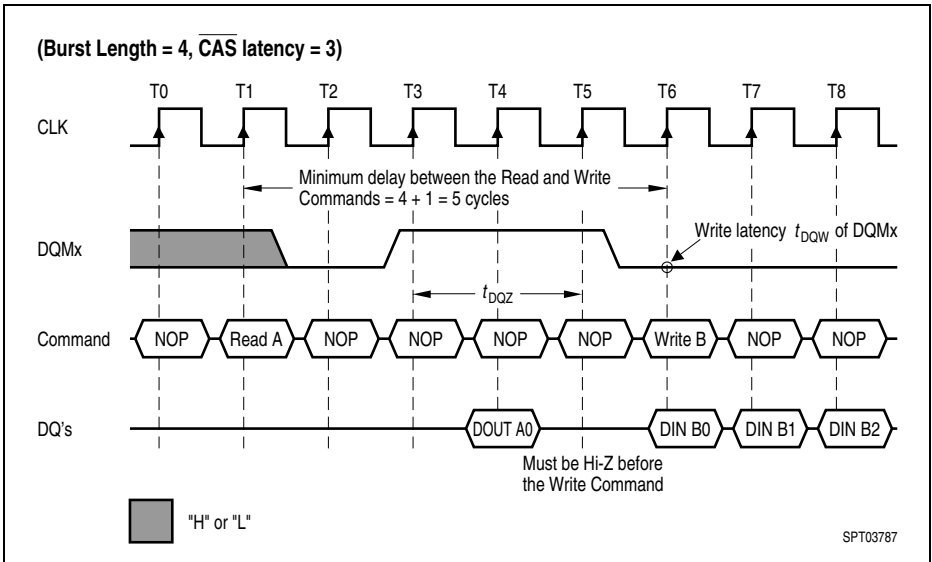 (Burst Length = 4, CAS latency = 3)
T0 T1 T2 T3 T4 T5 T6 T7 T8
CLK
Minimum delay between the Read and Write
Commands = 4 + 1 = 5 cycles
Write latency tDQW of DQMx
DQMx
tDQZ
Command NOP Read A NOP NOP NOP NOP Write B NOP NOP
DQ's DOUT A0 DIN B0 DIN B1 DIN B2
Must be Hi-Z before
the Write Command
"H" or "L"
SPT03787